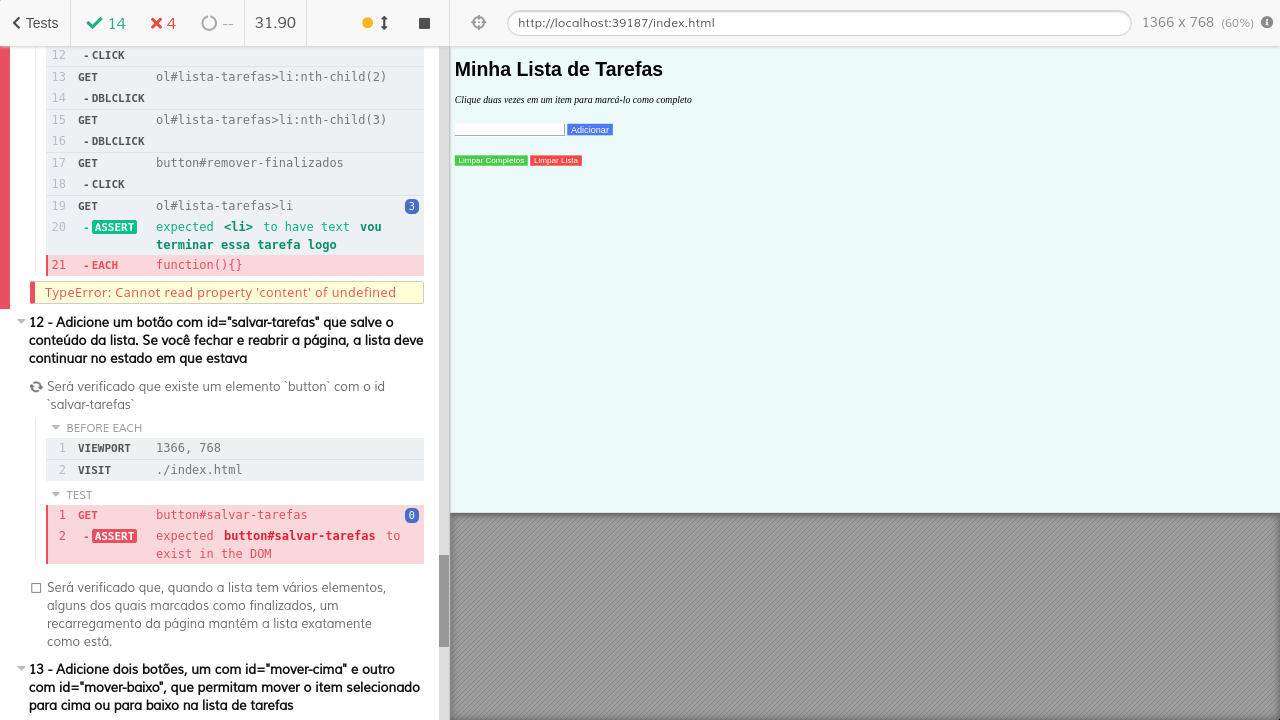 Tests 14 4 -- 31.90
http://localhost:39187/index.html 1366 x 768 (60%)
12 -CLICK
13 GET ol#lista-tarefas>li:nth-child(2)
14 -DBLCLICK
15 GET ol#lista-tarefas>li:nth-child(3)
16 -DBLCLICK
17 GET button#remover-finalizados
18 -CLICK
19 GET ol#lista-tarefas>li 3
20 -ASSERT expected <li> to have text vou
terminar essa tarefa logo
21 -EACH function(){}
TypeError: Cannot read property 'content' of undefined
12 - Adicione um botão com id="salvar-tarefas" que salve o
conteúdo da lista. Se você fechar e reabrir a página, a lista deve
continuar no estado em que estava
Será verificado que existe um elemento `button` com o id
`salvar-tarefas`
BEFORE EACH
1 VIEWPORT 1366, 768
2 VISIT ./index.html
TEST
1 GET button#salvar-tarefas 0
2 -ASSERT expected button#salvar-tarefas to
exist in the DOM
Será verificado que, quando a lista tem vários elementos,
alguns dos quais marcados como finalizados, um
recarregamento da página mantém a lista exatamente
como está.
13 - Adicione dois botões, um com id="mover-cima" e outro
com id="mover-baixo", que permitam mover o item selecionado
para cima ou para baixo na lista de tarefas
Minha Lista de Tarefas
Clique duas vezes em um item para marcá-lo como completo
Adicionar
Limpar Completos Limpar Lista